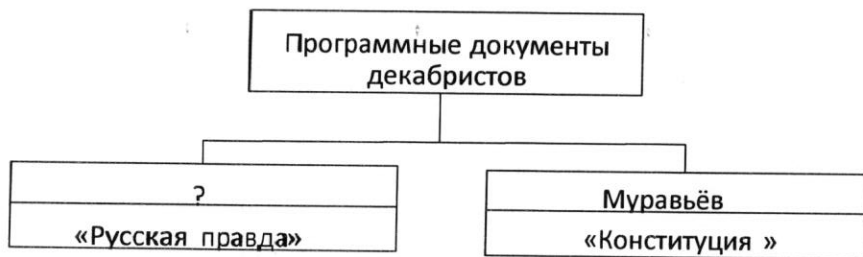 Программные документы
декабристов
?
«Русская правда»
Муравьёв
«Конституция »